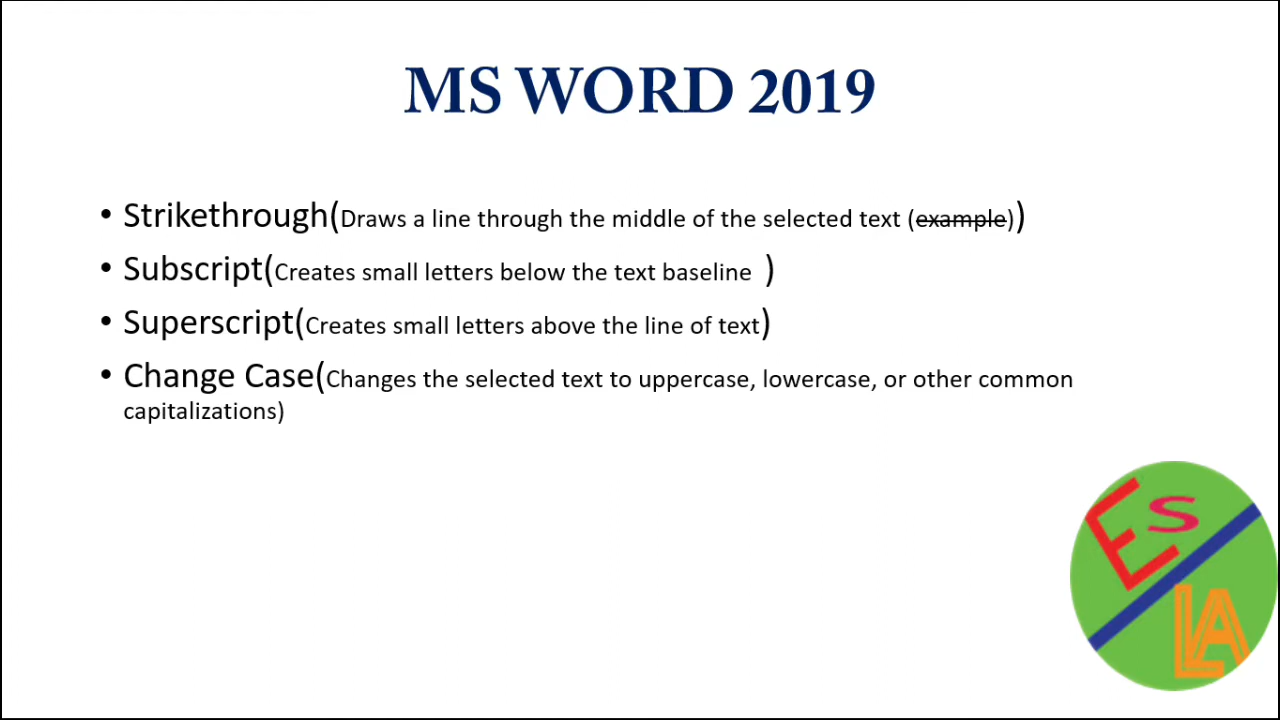 MS WORD 2019
• Strikethrough(Draws a line through the middle of the selected text (example))
• Subscript(Creates small letters below the text baseline )
• Superscript(Creates small letters above the line of text)
• Change Case(Changes the selected text to uppercase, lowercase, or other common
capitalizations)
Es
LA